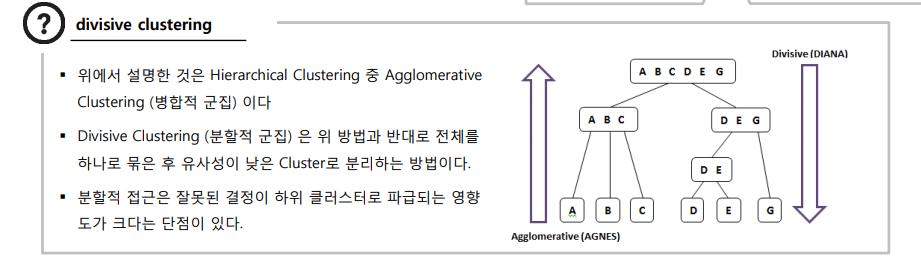 ?
divisive clustering
▪ 위에서 설명한 것은 Hierarchical Clustering 중 Agglomerative
Clustering (병합적 군집) 이다
▪ Divisive Clustering (분할적 군집) 은 위 방법과 반대로 전체를
하나로 묶은 후 유사성이 낮은 Cluster로 분리하는 방법이다.
▪ 분할적 접근은 잘못된 결정이 하위 클러스터로 파급되는 영향
도가 크다는 단점이 있다.
Divisive (DIANA)
A B C D E G
A B C
D E G
D E
A
B
C
D
E
G
Agglomerative (AGNES)